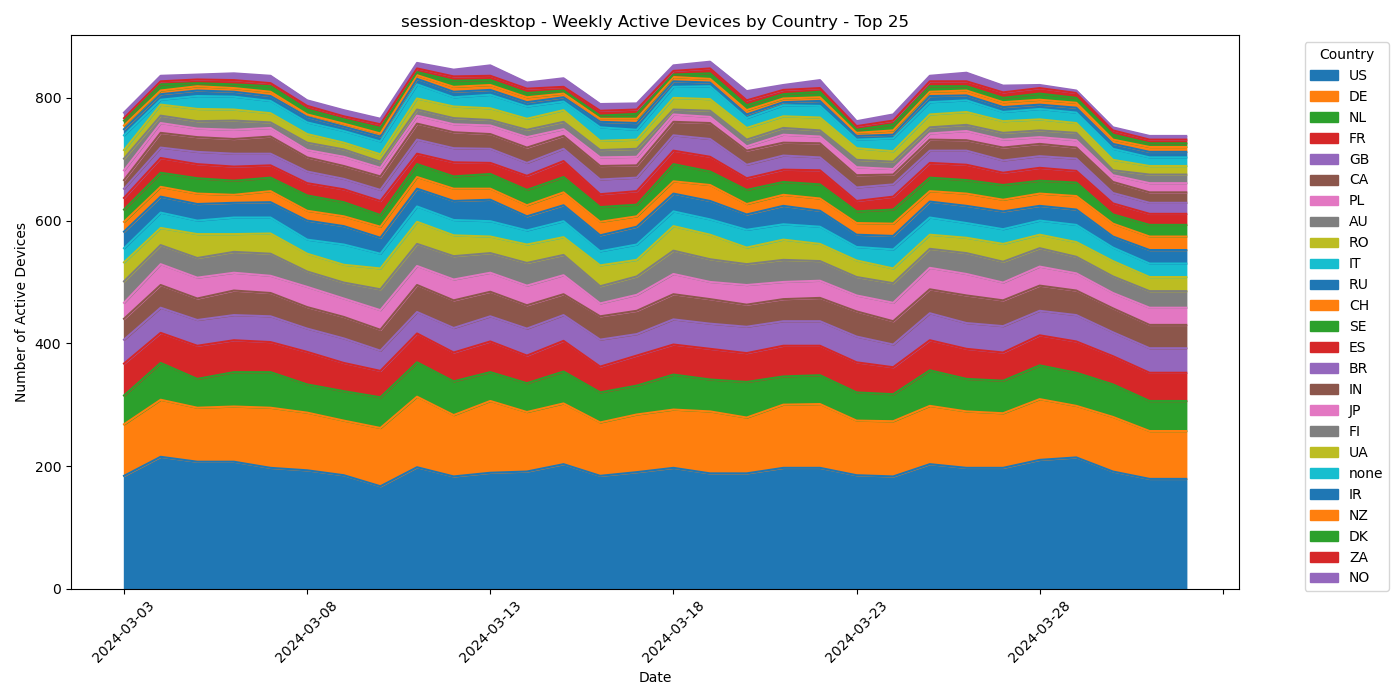 session-desktop - Weekly Active Devices by Country - Top 25
Number of Active Devices
800
600
400
200
0
2024-03-03
2024-03-08
2024-03-13
2024-03-18
2024-03-23
2024-03-28
Date
Country
US
DE
NL
FR
GB
CA
PL
AU
RO
IT
RU
CH
SE
ES
BR
IN
JP
FI
UA
none
IR
NZ
DK
ZA
NO